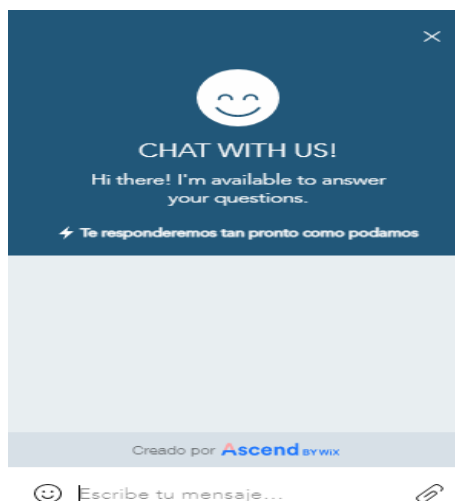 CHAT WITH US!
Hi there! I'm available to answer
your questions.
Te responderemos tan pronto como podamos
Creado por Ascend BY WIX
Escribe tu mensaje...